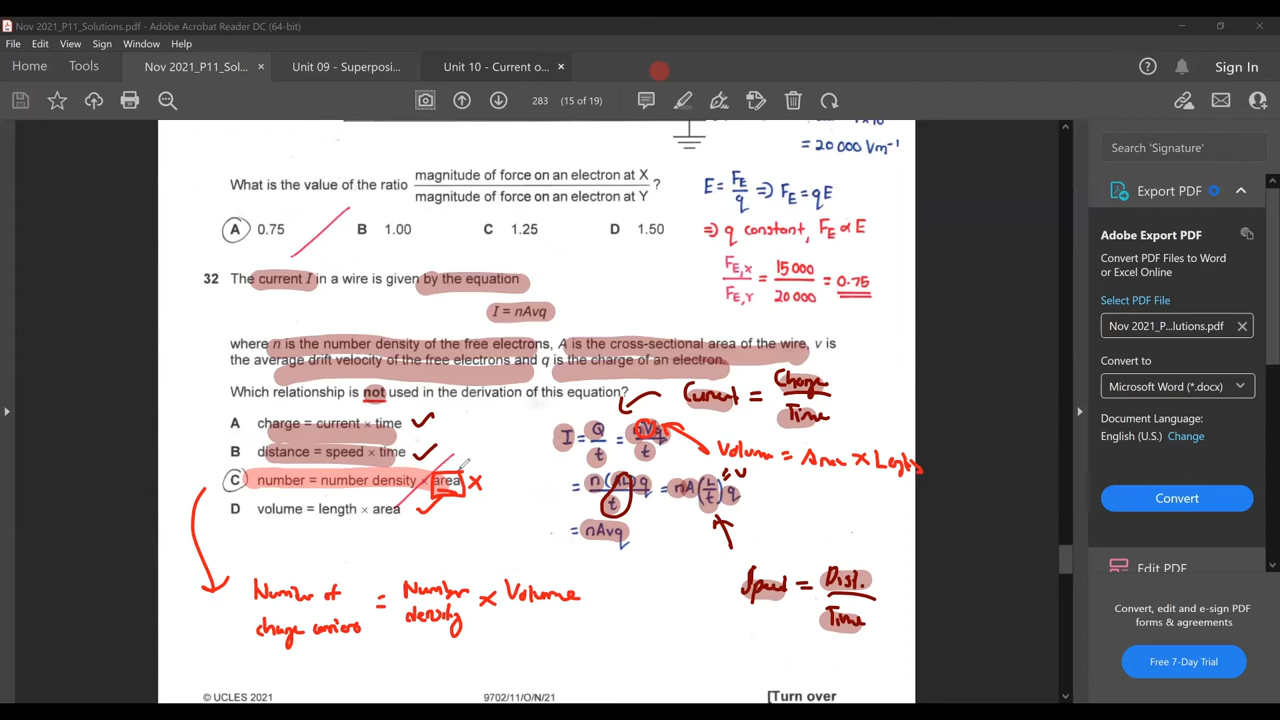 Nov 2021_P11_Solutions.pdf - Adobe Acrobat Reader DC (64-bit)
File Edit View Sign Window Help
Home Tools Nov 2021_P11_Sol... × Unit 09 - Superposi... Unit 10 - Current o... × Sign In
283 (15 of 19)
= 20 000 Vm⁻¹
What is the value of the ratio magnitude of force on an electron at X / magnitude of force on an electron at Y ?
A 0.75 B 1.00 C 1.25 D 1.50
E = F_E / q ⇒ F_E = qE
⇒ q constant, F_E ∝ E
F_E,X / F_E,Y = 15 000 / 20 000 = 0.75
32 The current I in a wire is given by the equation
I = nAvq
where n is the number density of the free electrons, A is the cross-sectional area of the wire, v is
the average drift velocity of the free electrons and q is the charge of an electron.
Which relationship is not used in the derivation of this equation?
A charge = current × time ✓
B distance = speed × time ✓
C number = number density × area ×
D volume = length × area ✓
Current = Charge / Time
I = Q / t = nVq / t
Volume = Area × Length
= n(AL)q / t = nA(L / t)q
= v
= nAvq
Speed = Dist. / Time
Number of charge carriers = Number density × Volume
© UCLES 2021 9702/11/O/N/21 [Turn over
Search 'Signature'
Export PDF
Adobe Export PDF
Convert PDF Files to Word
or Excel Online
Select PDF File
Nov 2021_P...lutions.pdf ×
Convert to
Microsoft Word (*.docx)
Document Language:
English (U.S.) Change
Convert
Edit PDF
Convert, edit and e-sign PDF
forms & agreements
Free 7-Day Trial